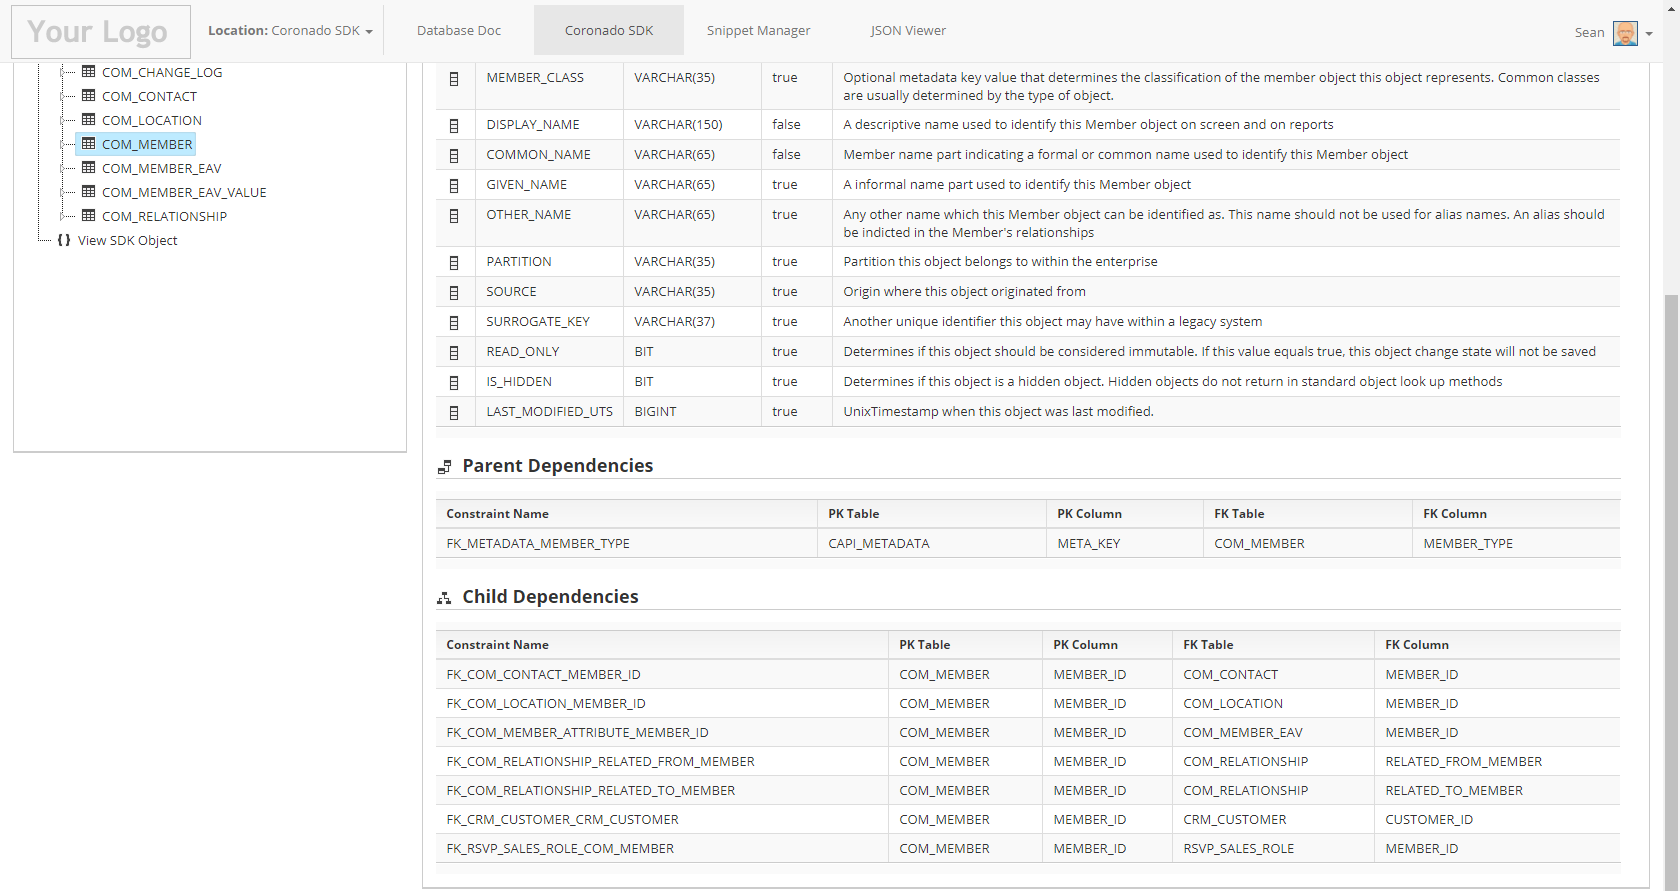 Your Logo
Location: Coronado SDK
Database Doc
Coronado SDK
Snippet Manager
JSON Viewer
Sean
COM_CHANGE_LOG
COM_CONTACT
COM_LOCATION
COM_MEMBER
COM_MEMBER_EAV
COM_MEMBER_EAV_VALUE
COM_RELATIONSHIP
View SDK Object
MEMBER_CLASS VARCHAR(35) true Optional metadata key value that determines the classification of the member object this object represents. Common classes
are usually determined by the type of object.
DISPLAY_NAME VARCHAR(150) false A descriptive name used to identify this Member object on screen and on reports
COMMON_NAME VARCHAR(65) false Member name part indicating a formal or common name used to identify this Member object
GIVEN_NAME VARCHAR(65) true A informal name part used to identify this Member object
OTHER_NAME VARCHAR(65) true Any other name which this Member object can be identified as. This name should not be used for alias names. An alias should
be indicted in the Member's relationships
PARTITION VARCHAR(35) true Partition this object belongs to within the enterprise
SOURCE VARCHAR(35) true Origin where this object originated from
SURROGATE_KEY VARCHAR(37) true Another unique identifier this object may have within a legacy system
READ_ONLY BIT true Determines if this object should be considered immutable. If this value equals true, this object change state will not be saved
IS_HIDDEN BIT true Determines if this object is a hidden object. Hidden objects do not return in standard object look up methods
LAST_MODIFIED_UTS BIGINT true UnixTimestamp when this object was last modified.
Parent Dependencies
Constraint Name PK Table PK Column FK Table FK Column
FK_METADATA_MEMBER_TYPE CAPI_METADATA META_KEY COM_MEMBER MEMBER_TYPE
Child Dependencies
Constraint Name PK Table PK Column FK Table FK Column
FK_COM_CONTACT_MEMBER_ID COM_MEMBER MEMBER_ID COM_CONTACT MEMBER_ID
FK_COM_LOCATION_MEMBER_ID COM_MEMBER MEMBER_ID COM_LOCATION MEMBER_ID
FK_COM_MEMBER_ATTRIBUTE_MEMBER_ID COM_MEMBER MEMBER_ID COM_MEMBER_EAV MEMBER_ID
FK_COM_RELATIONSHIP_RELATED_FROM_MEMBER COM_MEMBER MEMBER_ID COM_RELATIONSHIP RELATED_FROM_MEMBER
FK_COM_RELATIONSHIP_RELATED_TO_MEMBER COM_MEMBER MEMBER_ID COM_RELATIONSHIP RELATED_TO_MEMBER
FK_CRM_CUSTOMER_CRM_CUSTOMER COM_MEMBER MEMBER_ID CRM_CUSTOMER CUSTOMER_ID
FK_RSVP_SALES_ROLE_COM_MEMBER COM_MEMBER MEMBER_ID RSVP_SALES_ROLE MEMBER_ID